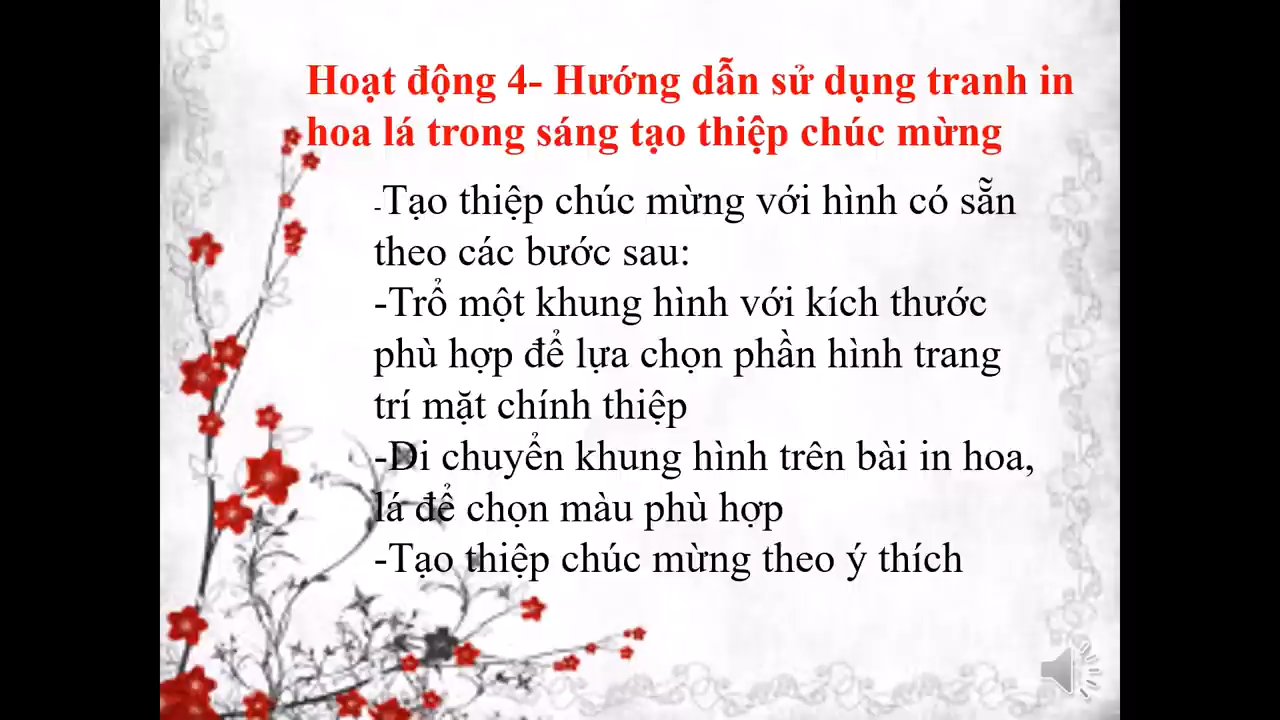 Hoạt động 4- Hướng dẫn sử dụng tranh in
hoa lá trong sáng tạo thiệp chúc mừng
-Tạo thiệp chúc mừng với hình có sẵn
theo các bước sau:
-Trổ một khung hình với kích thước
phù hợp để lựa chọn phần hình trang
trí mặt chính thiệp
-Di chuyển khung hình trên bài in hoa,
lá để chọn màu phù hợp
-Tạo thiệp chúc mừng theo ý thích